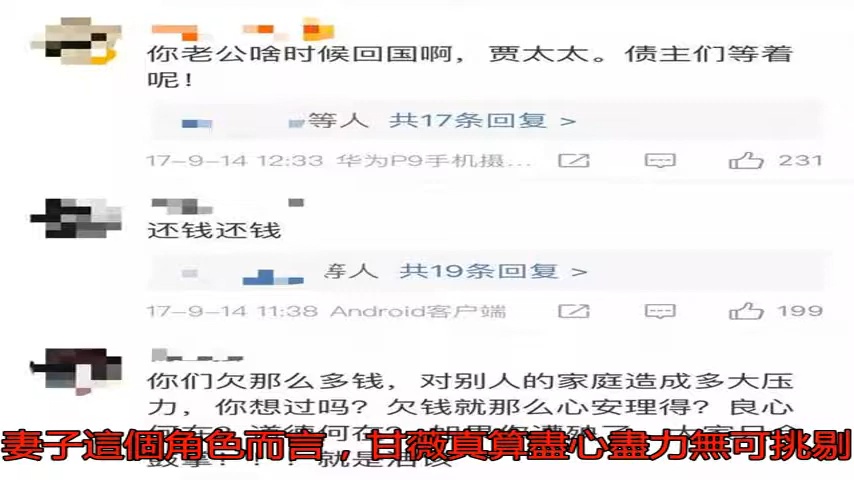 你老公啥时候回国啊，贾太太。债主们等着
呢！
等人 共17条回复 >
17-9-14 12:33 华为P9手机摄... 231
还钱还钱
等人 共19条回复 >
17-9-14 11:38 Android客户端 199
你们欠那么多钱，对别人的家庭造成多大压
力，你想过吗？欠钱就那么心安理得？良心
妻子這個角色而言，甘薇真算盡心盡力無可挑剔
就是活该